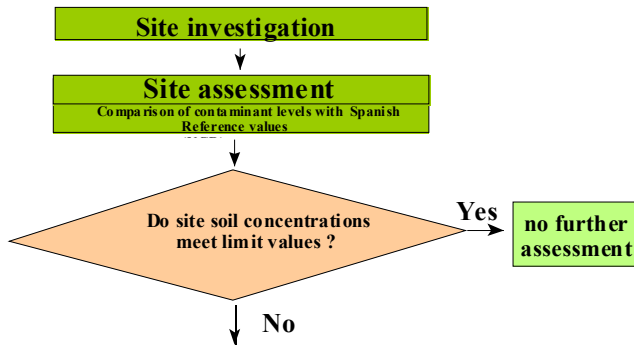 Site investigation
Site assessment
Comparison of contaminant levels with Spanish
Reference values
Do site soil concentrations
meet limit values ?
Yes
no further
assessment
No